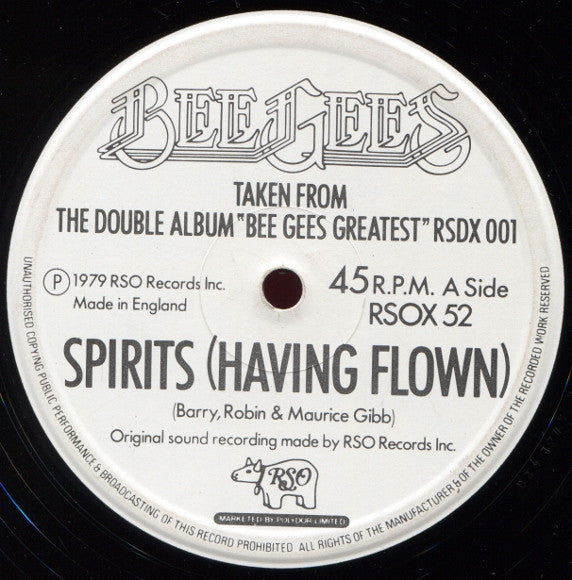 BEE GEES
TAKEN FROM
THE DOUBLE ALBUM "BEE GEES GREATEST" RSDX 001
Ⓟ 1979 RSO Records Inc.
Made in England
45 R.P.M. A Side
RSOX 52
SPIRITS (HAVING FLOWN)
(Barry, Robin & Maurice Gibb)
Original sound recording made by RSO Records Inc.
RSO
MARKETED BY POLYDOR LIMITED
UNAUTHORISED COPYING PUBLIC PERFORMANCE & BROADCASTING OF THIS RECORD PROHIBITED. ALL RIGHTS OF THE MANUFACTURER & OF THE OWNER OF THE RECORDED WORK RESERVED